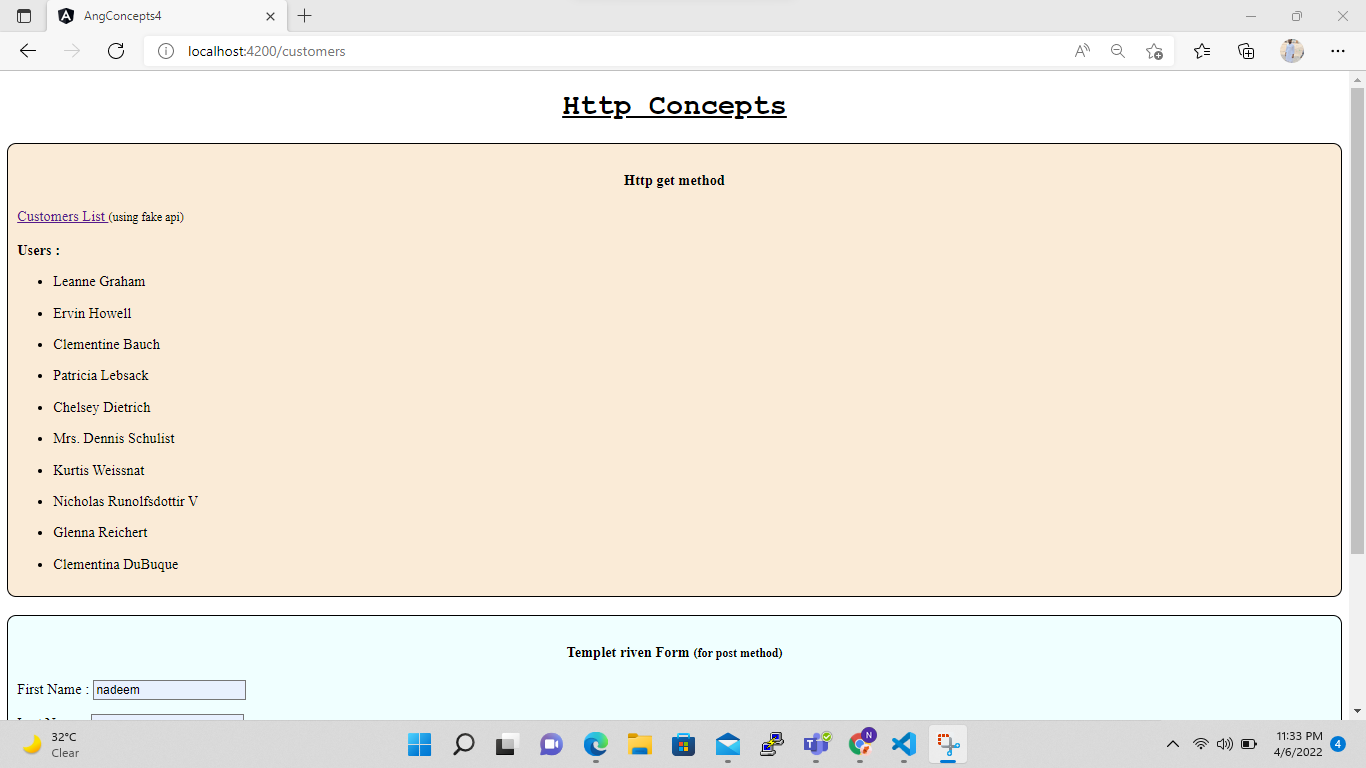 AngConcepts4
localhost:4200/customers
Http Concepts
Http get method
Customers List (using fake api)
Users :
Leanne Graham
Ervin Howell
Clementine Bauch
Patricia Lebsack
Chelsey Dietrich
Mrs. Dennis Schulist
Kurtis Weissnat
Nicholas Runolfsdottir V
Glenna Reichert
Clementina DuBuque
Templet riven Form (for post method)
First Name : nadeem
32°C
Clear
N
11:33 PM
4/6/2022
4